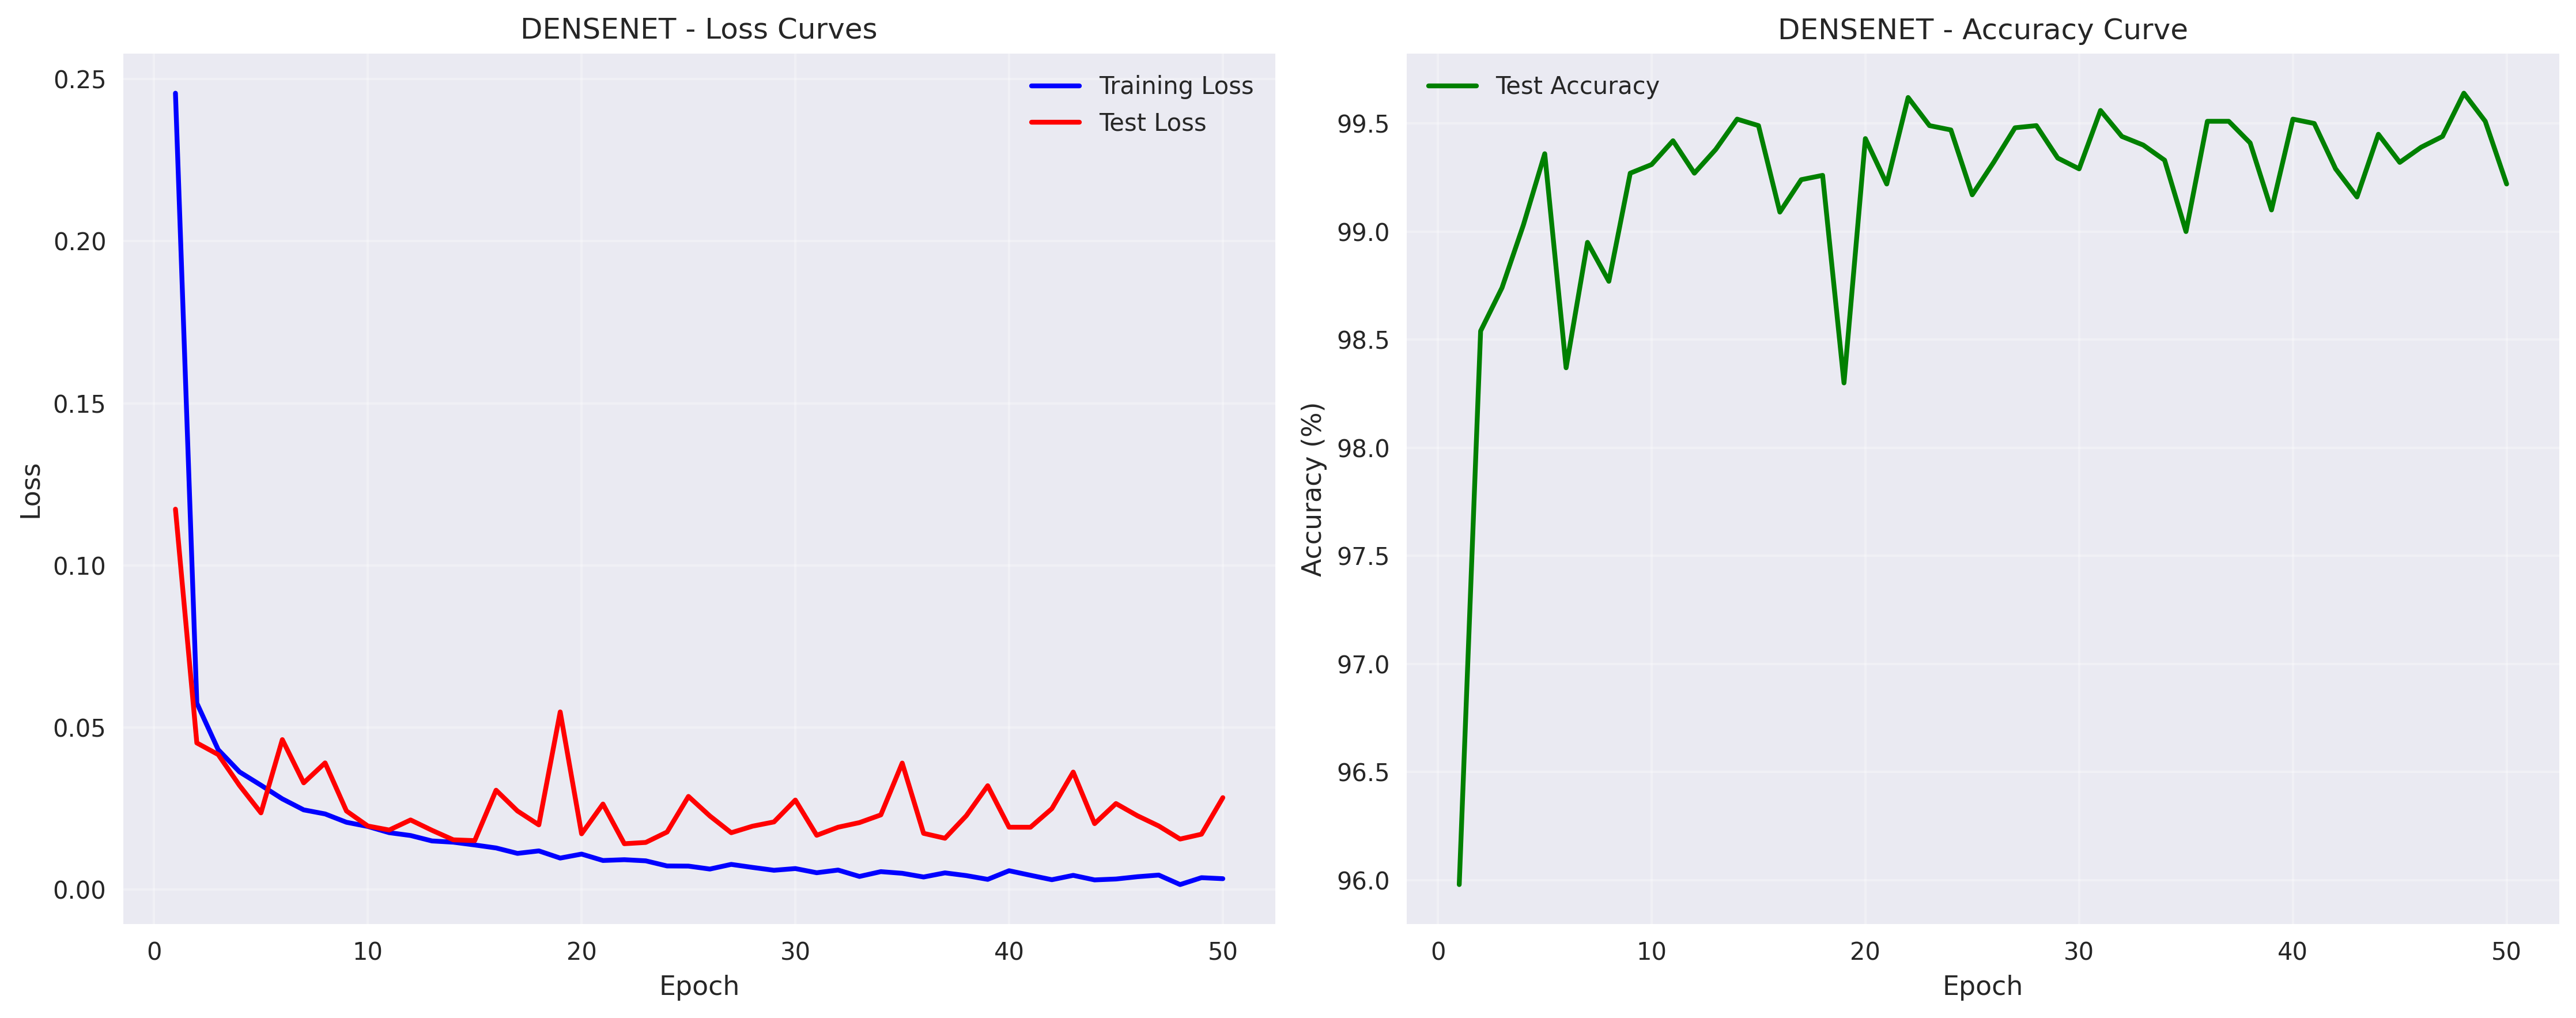 DENSENET - Loss Curves
Training Loss
Test Loss
0.25
0.20
0.15
0.10
0.05
0.00
Loss
0 10 20 30 40 50
Epoch
DENSENET - Accuracy Curve
Test Accuracy
99.5
99.0
98.5
98.0
97.5
97.0
96.5
96.0
Accuracy (%)
0 10 20 30 40 50
Epoch